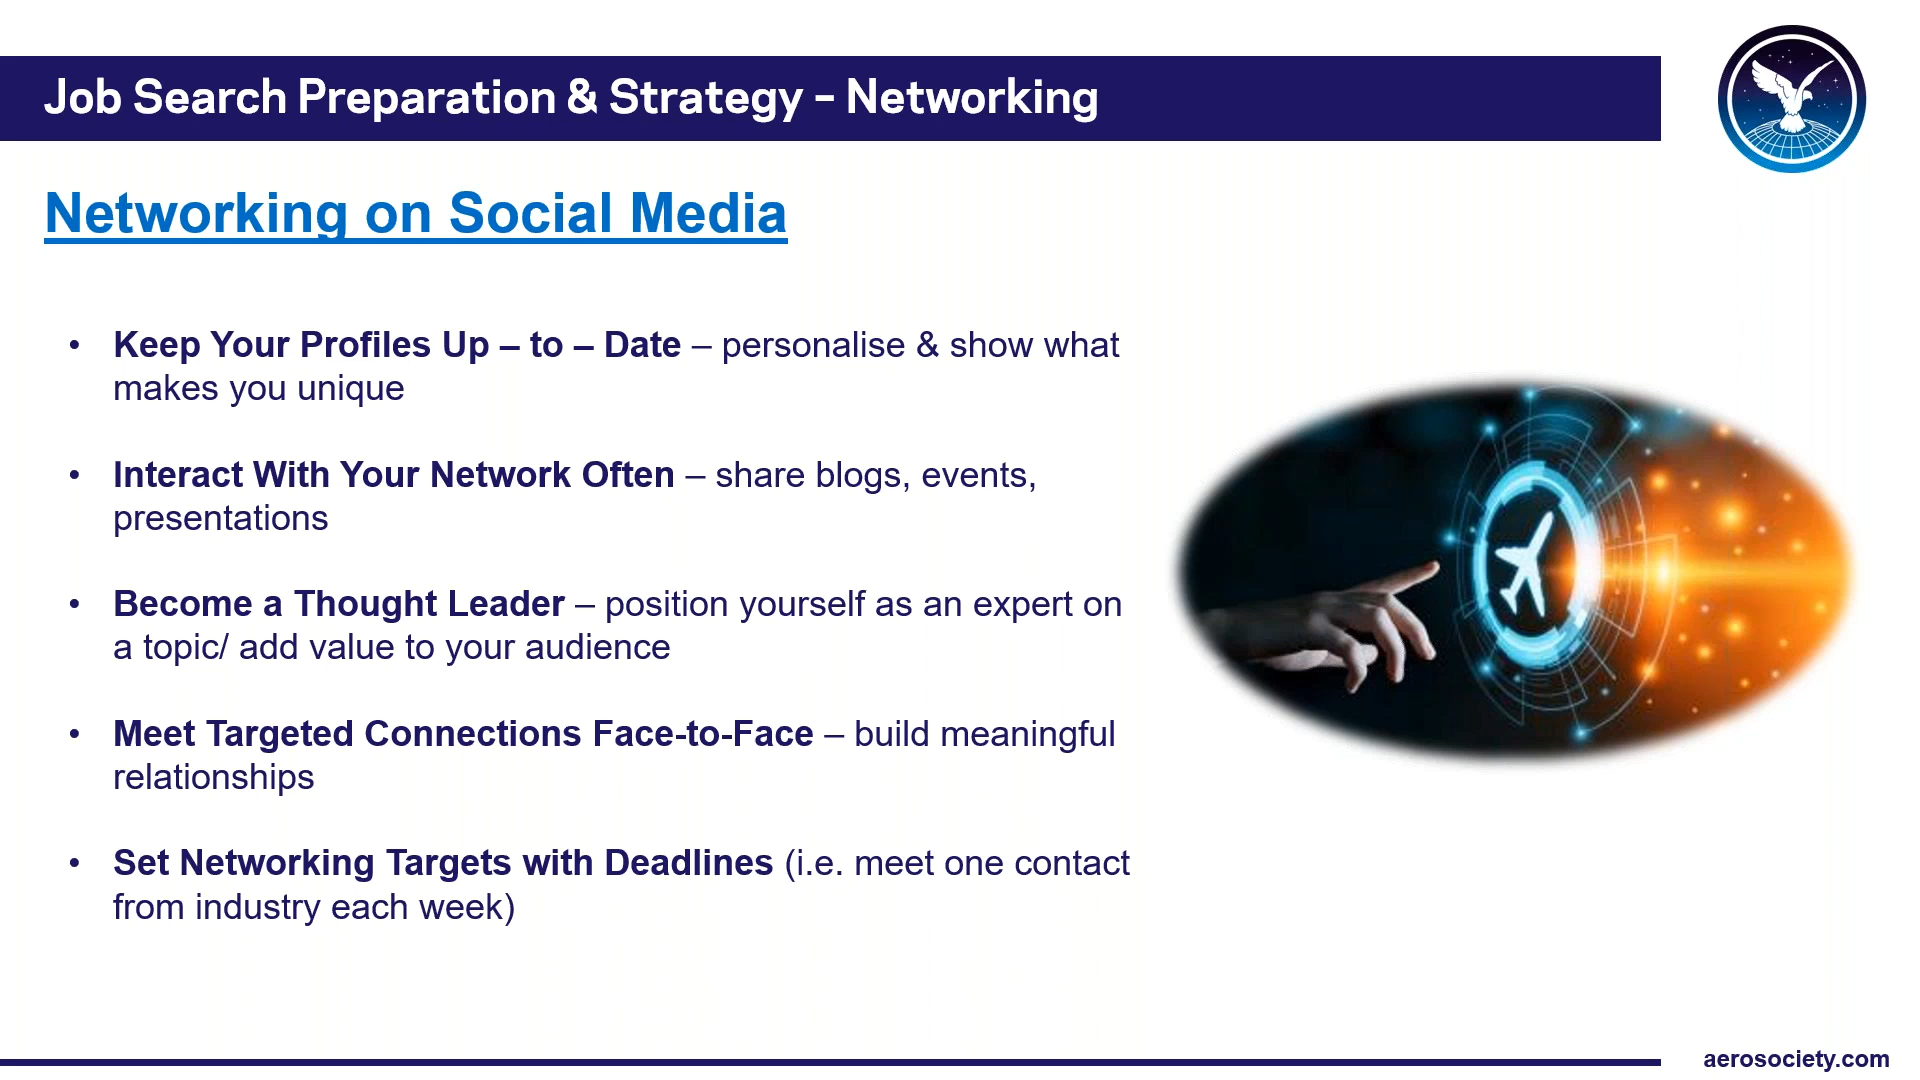 Job Search Preparation & Strategy – Networking
Networking on Social Media
• Keep Your Profiles Up – to – Date – personalise & show what
makes you unique
• Interact With Your Network Often – share blogs, events,
presentations
• Become a Thought Leader – position yourself as an expert on
a topic/ add value to your audience
• Meet Targeted Connections Face-to-Face – build meaningful
relationships
• Set Networking Targets with Deadlines (i.e. meet one contact
from industry each week)
aerosociety.com